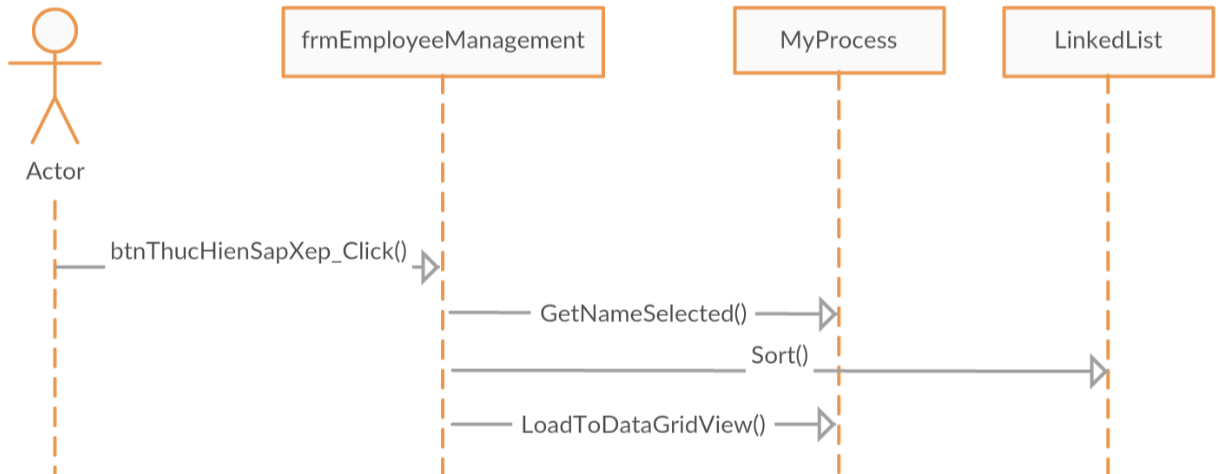 frmEmployeeManagement
MyProcess
LinkedList
Actor
btnThucHienSapXep_Click()
GetNameSelected()
Sort()
LoadToDataGridView()